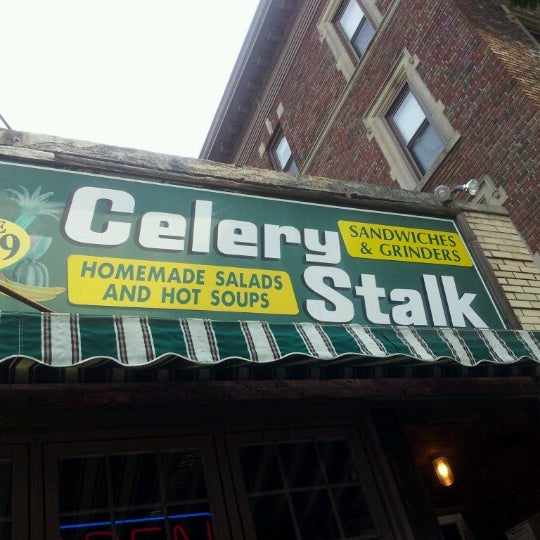 Celery
Stalk
SANDWICHES
& GRINDERS
HOMEMADE SALADS
AND HOT SOUPS